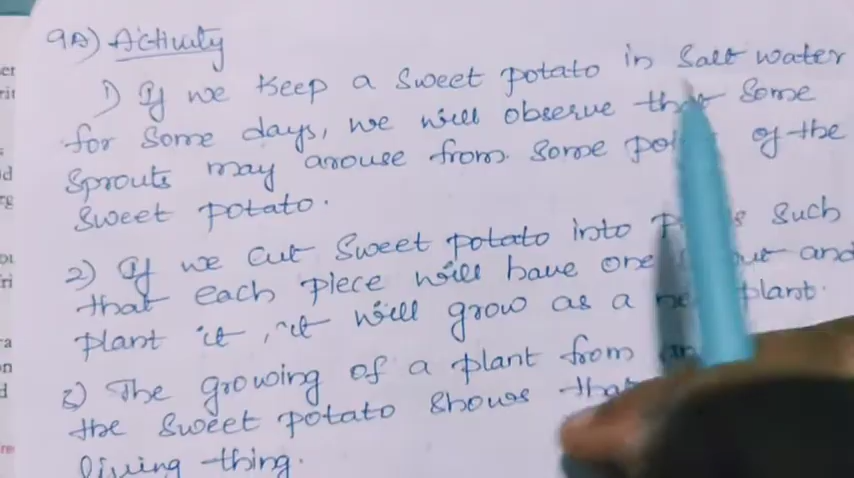 9A) Activity
1) If we keep a sweet potato in salt water
for some days, we will observe that some
sprouts may arouse from some of the
sweet potato.
2) If we cut sweet potato into such
that each piece will have one and
plant it, it will grow as a plant.
3) The growing of a plant from
the sweet potato shows that
living thing.